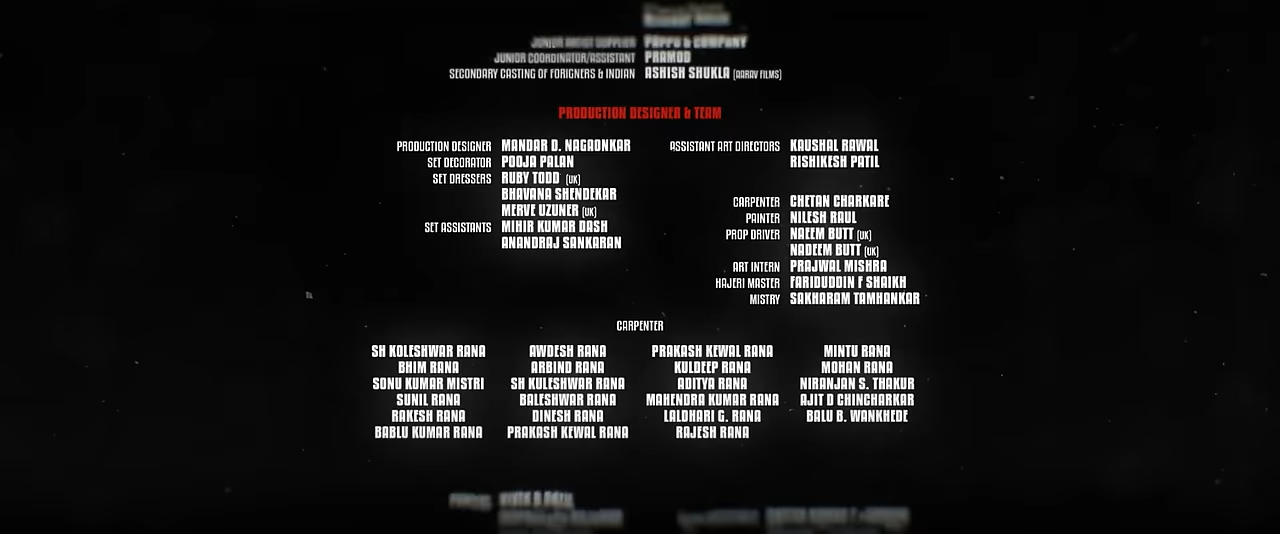 JUNIOR ARTIST SUPPLIER PAPPU & COMPANY
JUNIOR COORDINATOR/ASSISTANT PRAMOD
SECONDARY CASTING OF FORIGNERS & INDIAN ASHISH SHUKLA (AARAV FILMS)
PRODUCTION DESIGNER & TEAM
PRODUCTION DESIGNER MANDAR D. NAGAONKAR
SET DECORATOR POOJA PALAN
SET DRESSERS RUBY TODD (UK)
BHAVANA SHENDEKAR
MERVE UZUNER (UK)
SET ASSISTANTS MIHIR KUMAR DASH
ANANDRAJ SANKARAN
ASSISTANT ART DIRECTORS KAUSHAL RAWAL
RISHIKESH PATIL
CARPENTER CHETAN CHARKARE
PAINTER NILESH RAUL
PROP DRIVER NAEEM BUTT (UK)
NADEEM BUTT (UK)
ART INTERN PRAJWAL MISHRA
HAJERI MASTER FARIDUDDIN F SHAIKH
MISTRY SAKHARAM TAMHANKAR
CARPENTER
SH KOLESHWAR RANA AWDESH RANA PRAKASH KEWAL RANA MINTU RANA
BHIM RANA ARBIND RANA KULDEEP RANA MOHAN RANA
SONU KUMAR MISTRI SH KULESHWAR RANA ADITYA RANA NIRANJAN S. THAKUR
SUNIL RANA BALESHWAR RANA MAHENDRA KUMAR RANA AJIT D CHINCHARKAR
RAKESH RANA DINESH RANA LALDHARI G. RANA BALU B. WANKHEDE
BABLU KUMAR RANA PRAKASH KEWAL RANA RAJESH RANA